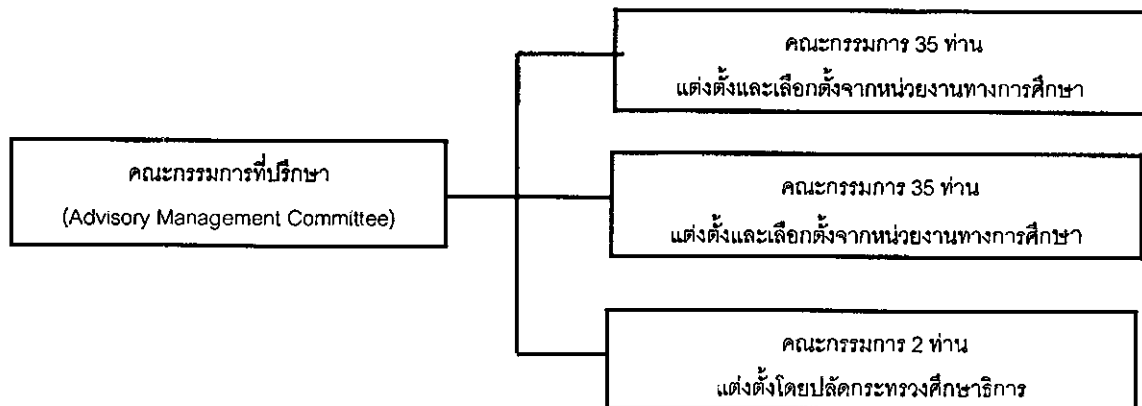 คณะกรรมการที่ปรึกษา
(Advisory Management Committee)
คณะกรรมการ 35 ท่าน
แต่งตั้งและเลือกตั้งจากหน่วยงานทางการศึกษา
คณะกรรมการ 35 ท่าน
แต่งตั้งและเลือกตั้งจากหน่วยงานทางการศึกษา
คณะกรรมการ 2 ท่าน
แต่งตั้งโดยปลัดกระทรวงศึกษาธิการ